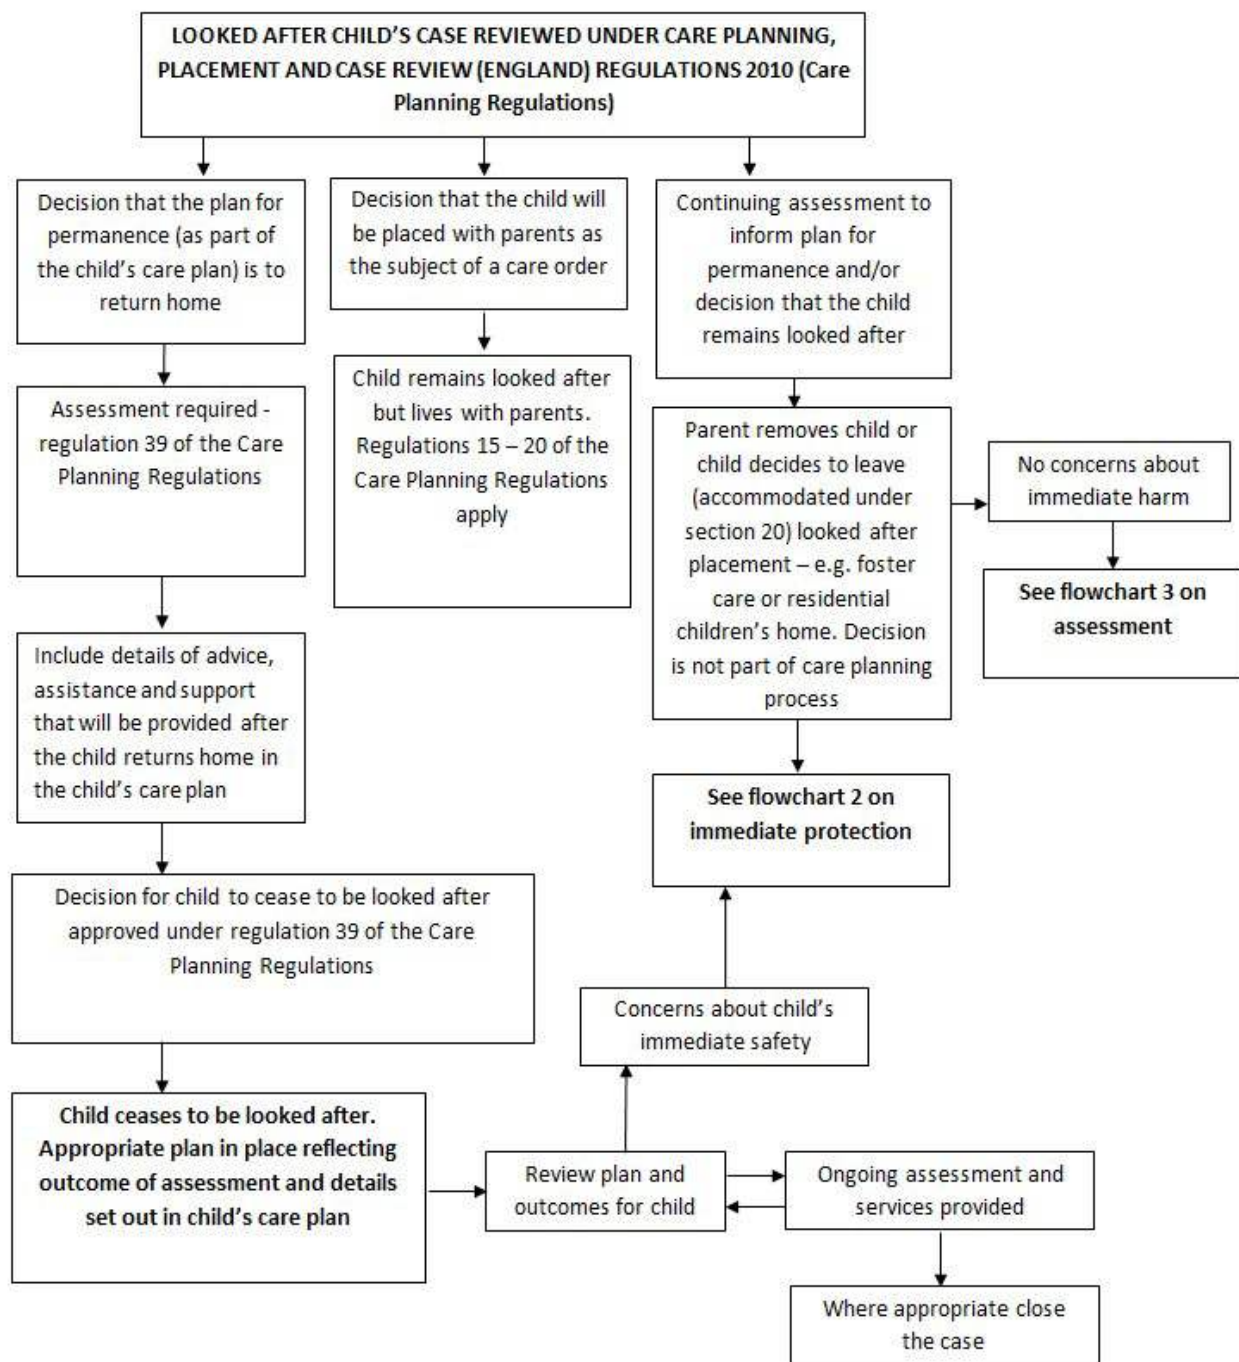 LOOKED AFTER CHILD’S CASE REVIEWED UNDER CARE PLANNING,
PLACEMENT AND CASE REVIEW (ENGLAND) REGULATIONS 2010 (Care
Planning Regulations)
Decision that the plan for
permanence (as part of
the child’s care plan) is to
return home
Decision that the child will
be placed with parents as
the subject of a care order
Continuing assessment to
inform plan for
permanence and/or
decision that the child
remains looked after
Assessment required -
regulation 39 of the Care
Planning Regulations
Child remains looked after
but lives with parents.
Regulations 15 – 20 of the
Care Planning Regulations
apply
Parent removes child or
child decides to leave
(accommodated under
section 20) looked after
placement – e.g. foster
care or residential
children’s home. Decision
is not part of care planning
process
No concerns about
immediate harm
See flowchart 3 on
assessment
Include details of advice,
assistance and support
that will be provided after
the child returns home in
the child’s care plan
See flowchart 2 on
immediate protection
Decision for child to cease to be looked after
approved under regulation 39 of the Care
Planning Regulations
Concerns about child’s
immediate safety
Child ceases to be looked after.
Appropriate plan in place reflecting
outcome of assessment and details
set out in child’s care plan
Review plan and
outcomes for child
Ongoing assessment and
services provided
Where appropriate close
the case